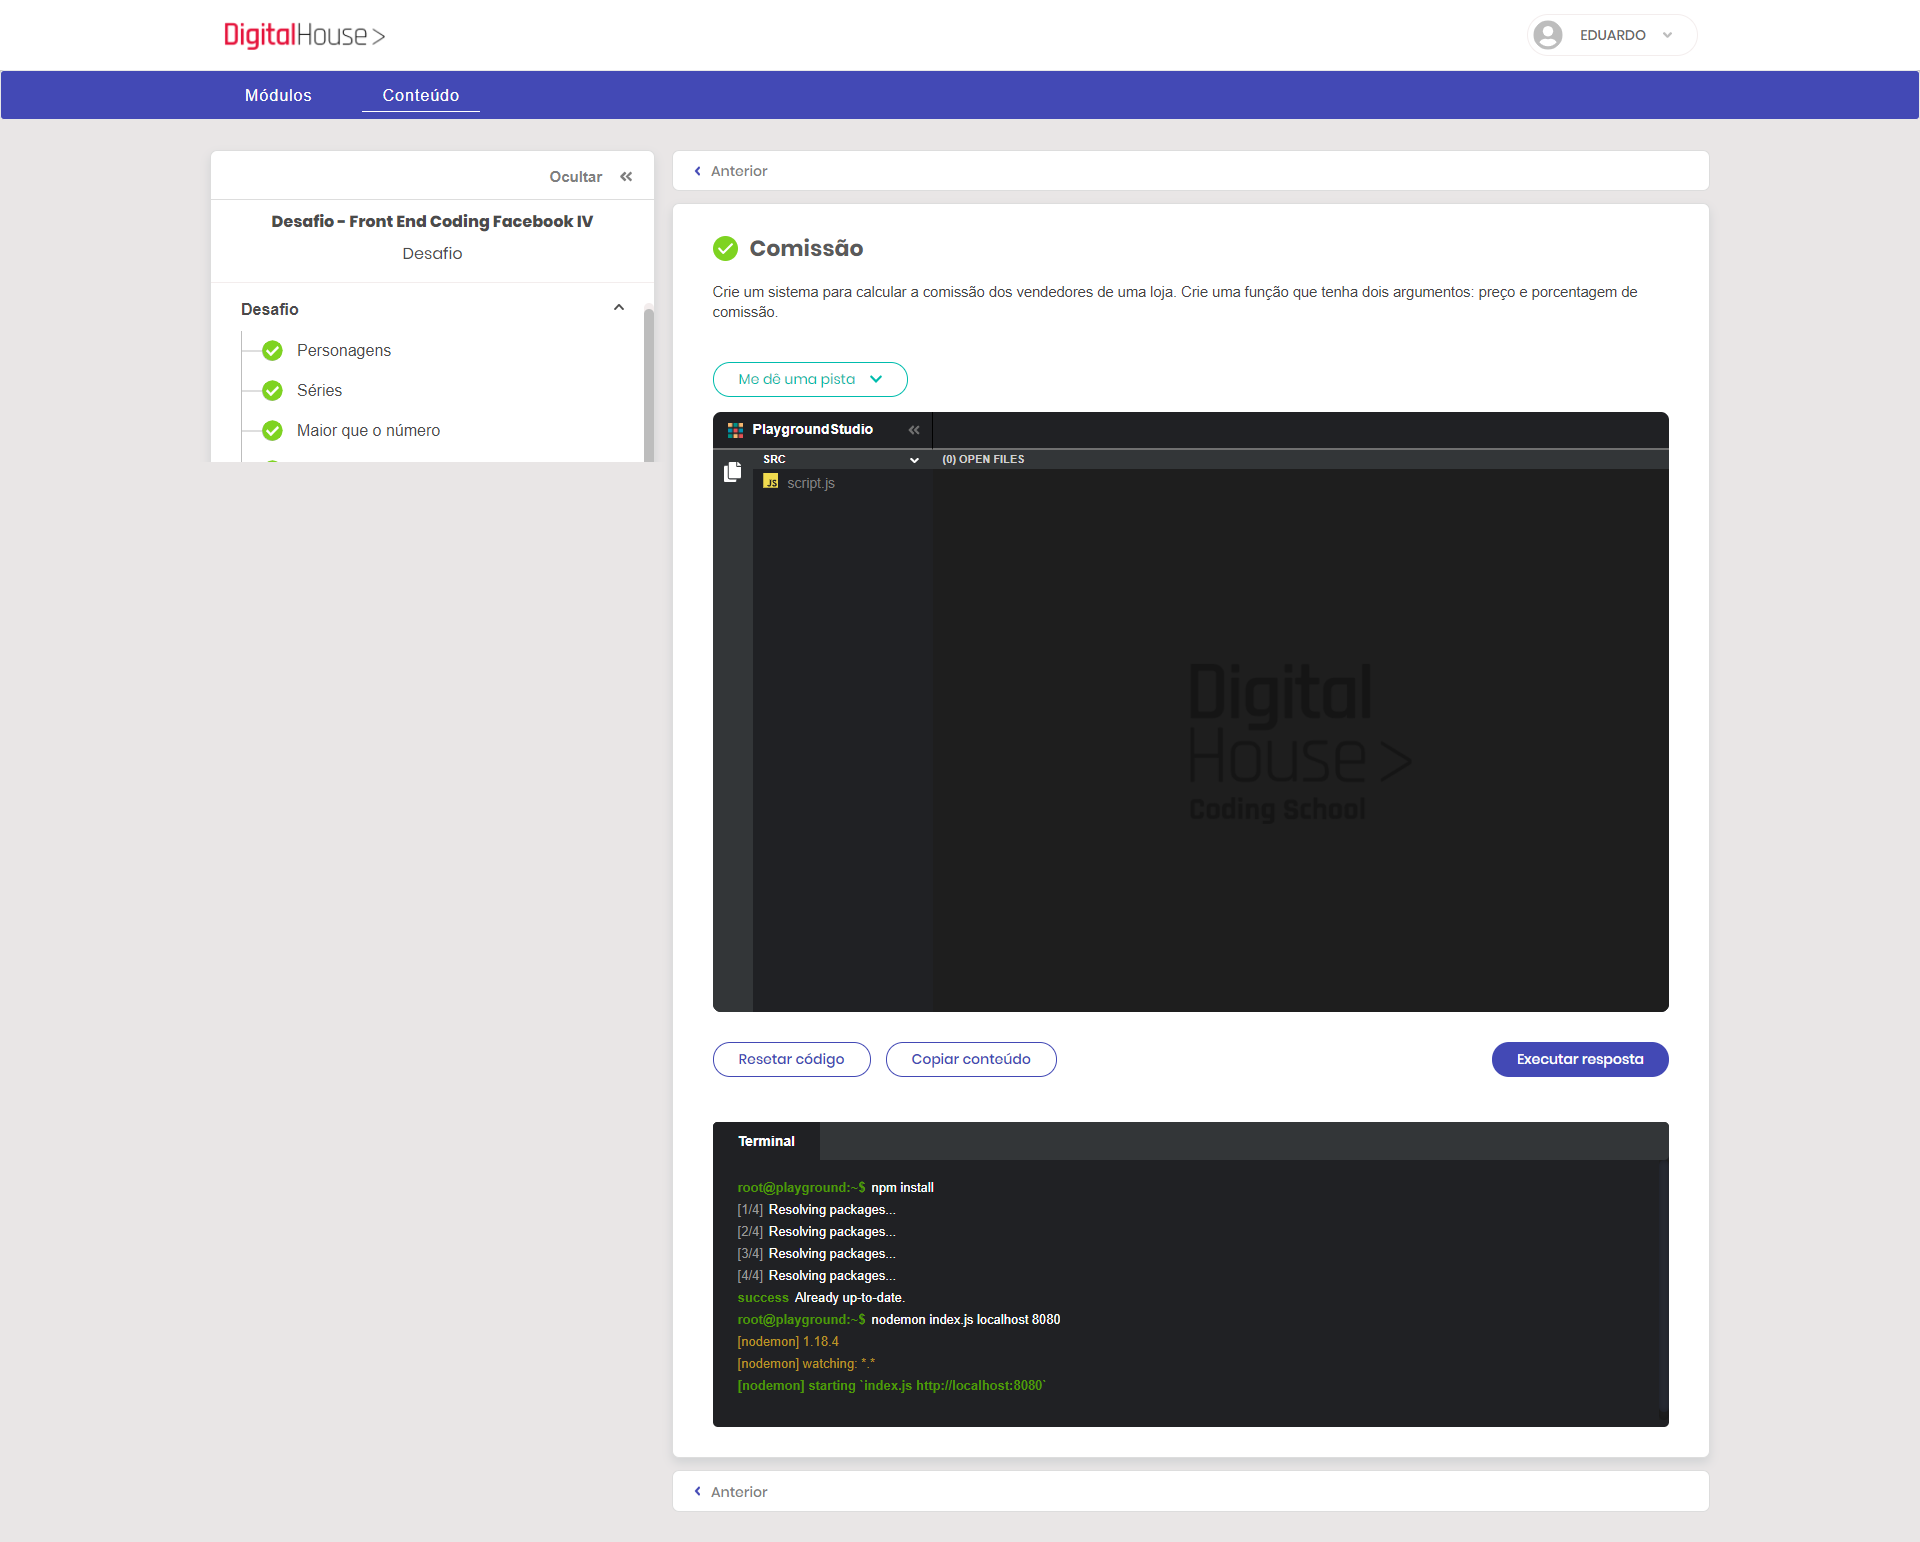 DigitalHouse >
EDUARDO
Módulos
Conteúdo
Ocultar
Desafio - Front End Coding Facebook IV
Desafio
Desafio
Personagens
Séries
Maior que o número
Anterior
Comissão
Crie um sistema para calcular a comissão dos vendedores de uma loja. Crie uma função que tenha dois argumentos: preço e porcentagem de
comissão.
Me dê uma pista
PlaygroundStudio
SRC
(0) OPEN FILES
JS script.js
Digital
House >
Coding School
Resetar código
Copiar conteúdo
Executar resposta
Terminal
root@playground:~$ npm install
[1/4] Resolving packages...
[2/4] Resolving packages...
[3/4] Resolving packages...
[4/4] Resolving packages...
success Already up-to-date.
root@playground:~$ nodemon index.js localhost 8080
[nodemon] 1.18.4
[nodemon] watching: *.*
[nodemon] starting `index.js http://localhost:8080`
Anterior